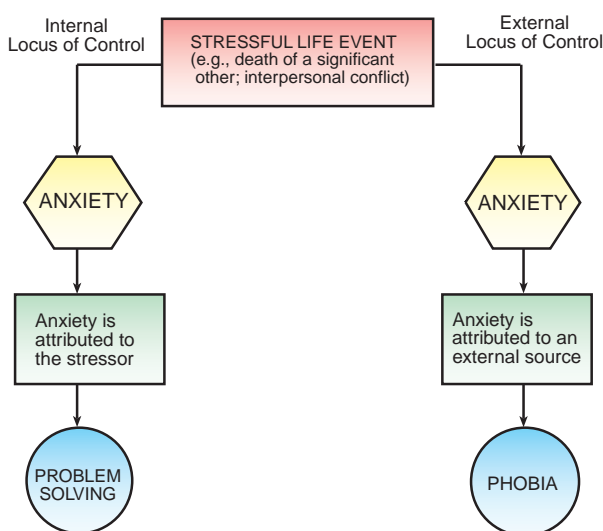 Internal
Locus of Control
STRESSFUL LIFE EVENT
(e.g., death of a significant
other; interpersonal conflict)
External
Locus of Control
ANXIETY
ANXIETY
Anxiety is
attributed to
the stressor
Anxiety is
attributed to an
external source
PROBLEM
SOLVING
PHOBIA